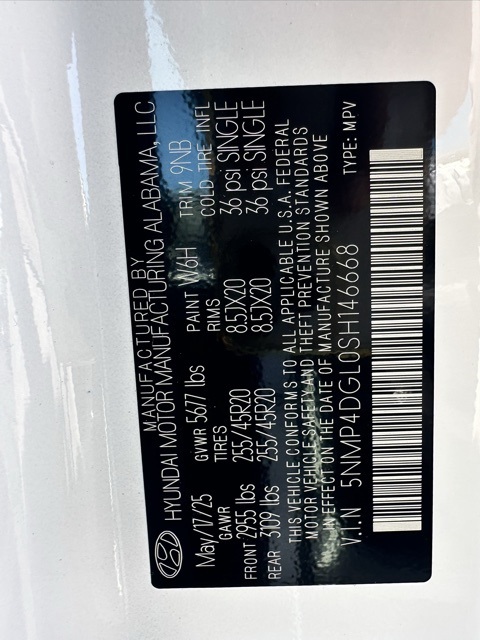 MANUFACTURED BY
HYUNDAI MOTOR MANUFACTURING ALABAMA, LLC
May/17/25 GVWR 5677 lbs PAINT W6H TRIM 9NB
GAWR TIRES RIMS COLD TIRE INFL
FRONT 2955 lbs 255/45R20 8.5JX20 36 psi SINGLE
REAR 3109 lbs 255/45R20 8.5JX20 36 psi SINGLE
THIS VEHICLE CONFORMS TO ALL APPLICABLE U.S.A. FEDERAL
MOTOR VEHICLE SAFETY AND THEFT PREVENTION STANDARDS
IN EFFECT ON THE DATE OF MANUFACTURE SHOWN ABOVE
V.I.N 5NMP4DGL0SH146668 TYPE: MPV